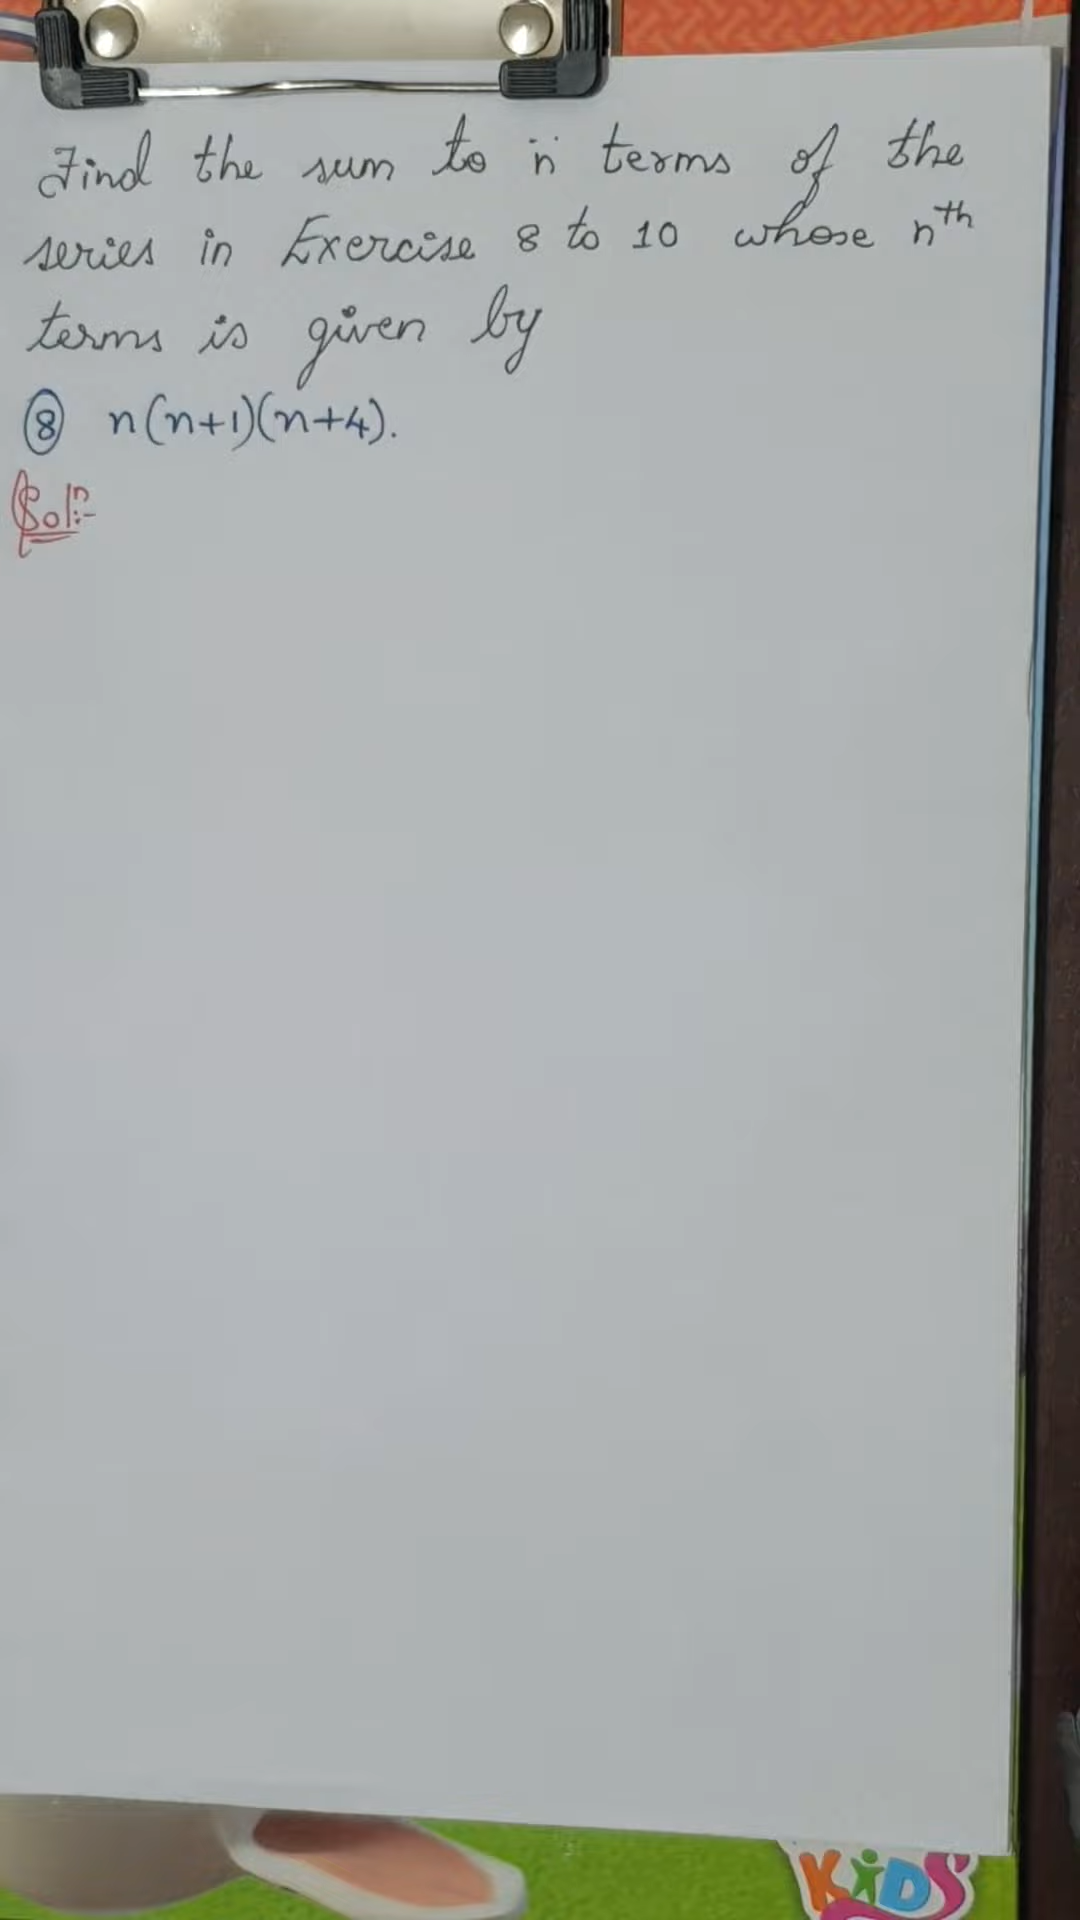 Find the sum to "n" terms of the
series in Exercise 8 to 10 whose nth
terms is given by
⑧ n(n+1)(n+4).
Solⁿ:-
KiDS